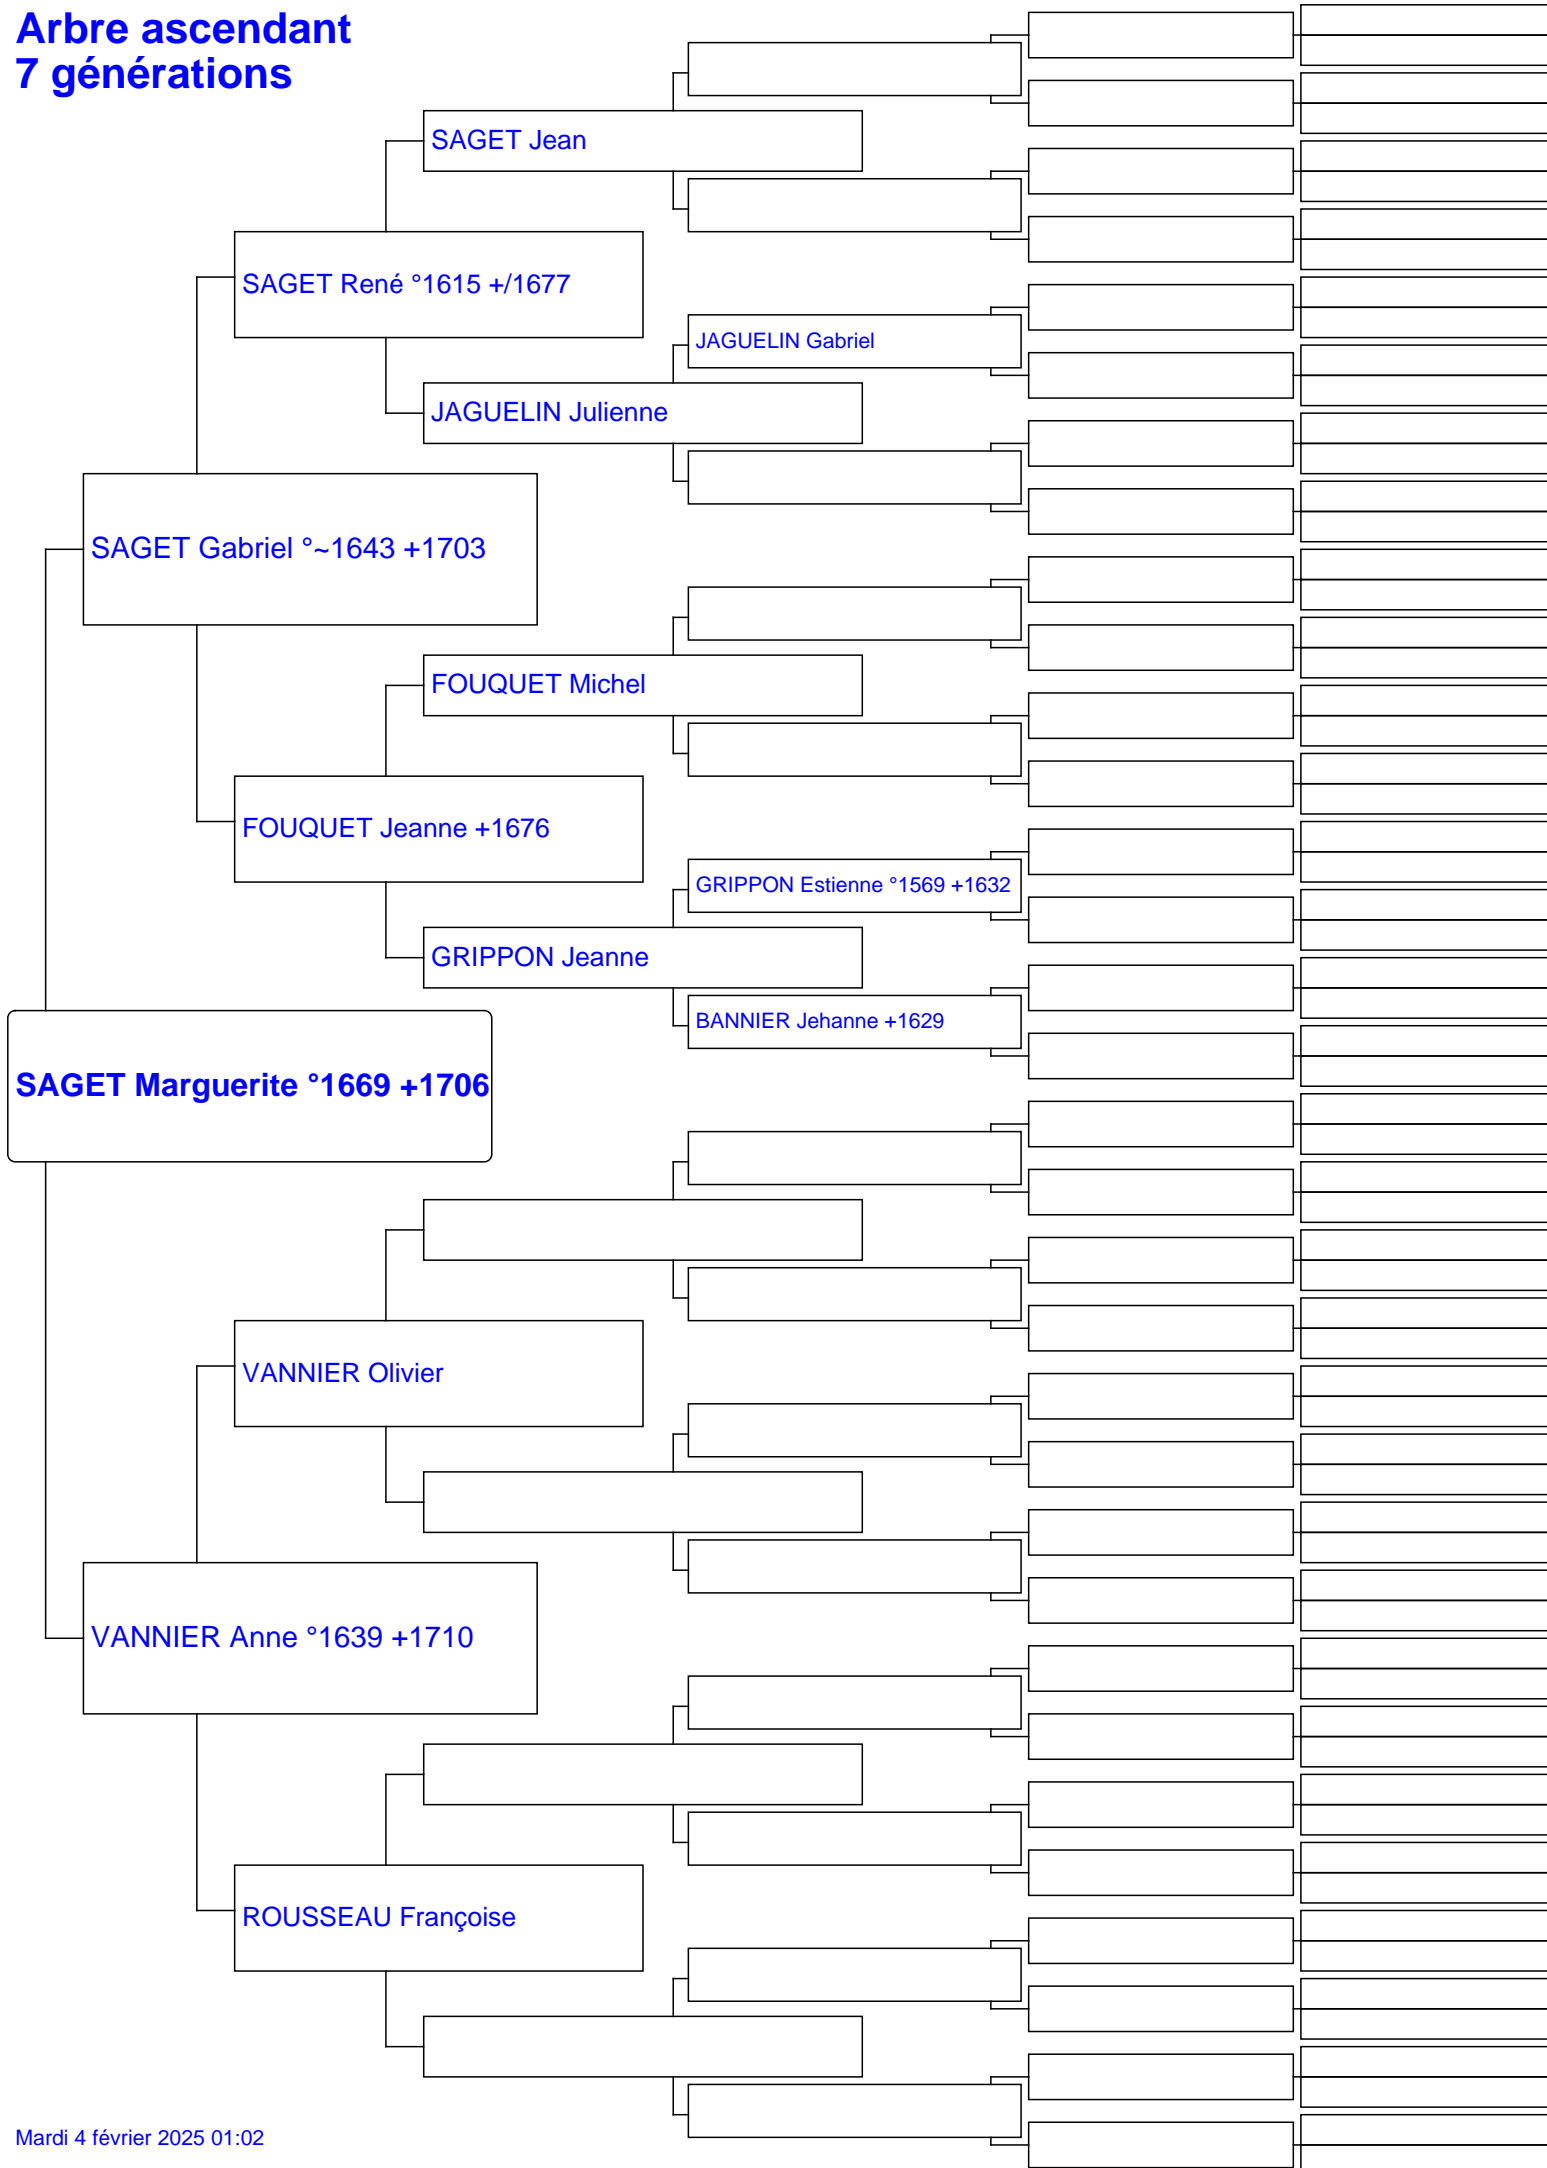 Arbre ascendant
7 générations
SAGET Jean
SAGET René °1615 +/1677
JAGUELIN Gabriel
JAGUELIN Julienne
SAGET Gabriel °~1643 +1703
FOUQUET Michel
FOUQUET Jeanne +1676
GRIPPON Estienne °1569 +1632
GRIPPON Jeanne
BANNIER Jehanne +1629
SAGET Marguerite °1669 +1706
VANNIER Olivier
VANNIER Anne °1639 +1710
ROUSSEAU Françoise
Mardi 4 février 2025 01:02